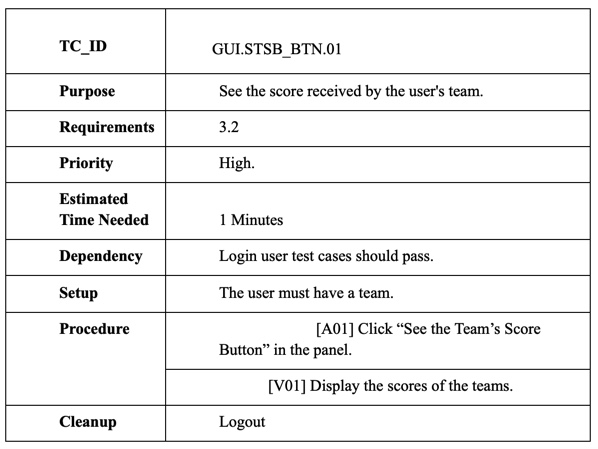 TC_ID GUI.STSB_BTN.01
Purpose See the score received by the user's team.
Requirements 3.2
Priority High.
Estimated
Time Needed 1 Minutes
Dependency Login user test cases should pass.
Setup The user must have a team.
Procedure [A01] Click “See the Team’s Score
Button” in the panel.
[V01] Display the scores of the teams.
Cleanup Logout